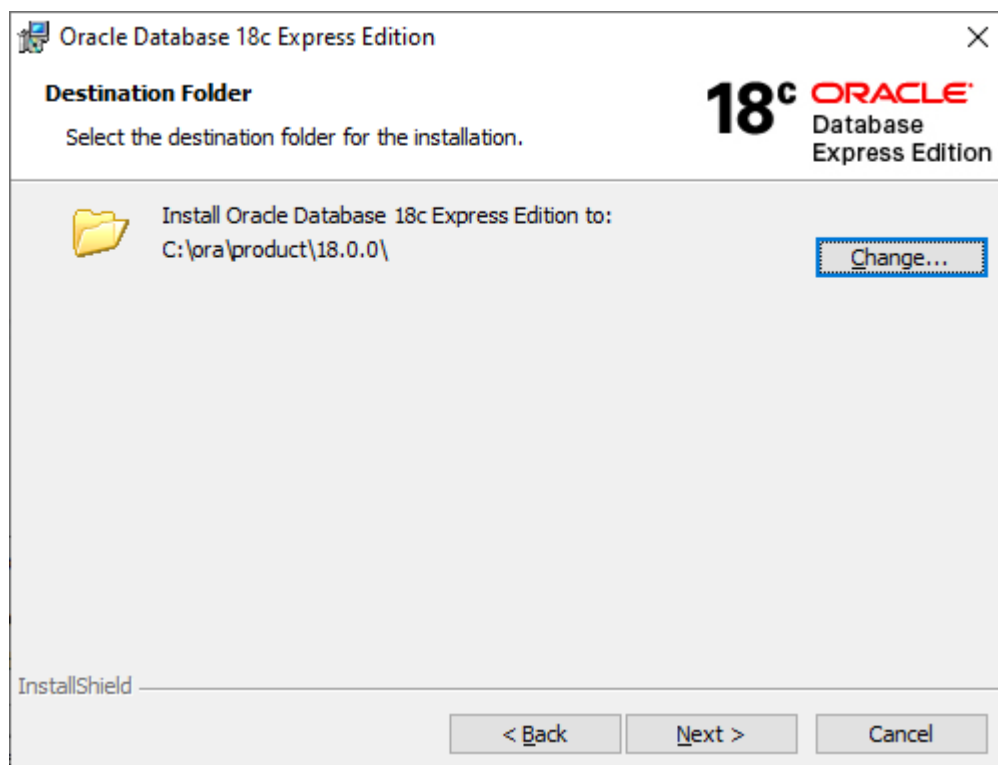 Oracle Database 18c Express Edition
Destination Folder
Select the destination folder for the installation.
18c ORACLE
Database
Express Edition
Install Oracle Database 18c Express Edition to:
C:\ora\product\18.0.0\
Change...
InstallShield
< Back
Next >
Cancel